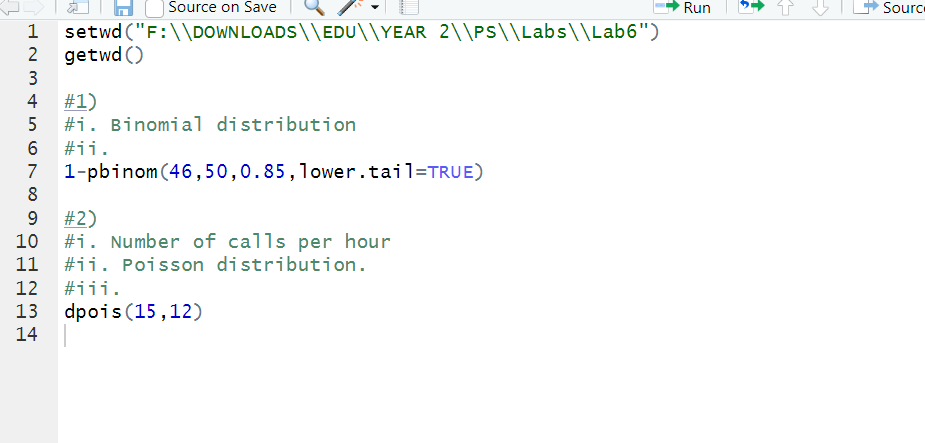 Source on Save Run Source
1 setwd("F:\\DOWNLOADS\\EDU\\YEAR 2\\PS\\Labs\\Lab6")
2 getwd()
3
4 #1)
5 #i. Binomial distribution
6 #ii.
7 1-pbinom(46,50,0.85,lower.tail=TRUE)
8
9 #2)
10 #i. Number of calls per hour
11 #ii. Poisson distribution.
12 #iii.
13 dpois(15,12)
14